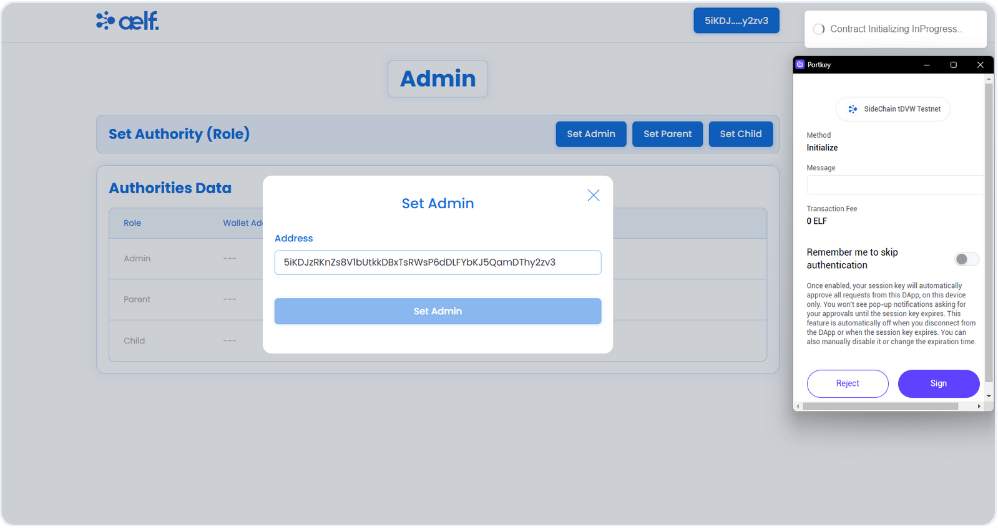 aelf.
5iKDJ.....y2zv3
Contract Initializing InProgress..
Admin
Set Authority (Role)
Set Admin
Set Parent
Set Child
Authorities Data
Role
Wallet Ad
Admin
---
Parent
---
Child
---
Set Admin
Address
5iKDJzRKnZs8V1bUtkkDBxTsRWsP6dDLFYbKJ5QamDThy2zv3
Set Admin
Portkey
SideChain tDVW Testnet
Method
Initialize
Message
Transaction Fee
0 ELF
Remember me to skip
authentication
Once enabled, your session key will automatically
approve all requests from this DApp, on this device
only. You won't see pop-up notifications asking for
your approvals until the session key expires. This
feature is automatically off when you disconnect from
the DApp or when the session key expires. You can
also manually disable it or change the expiration time.
Reject
Sign